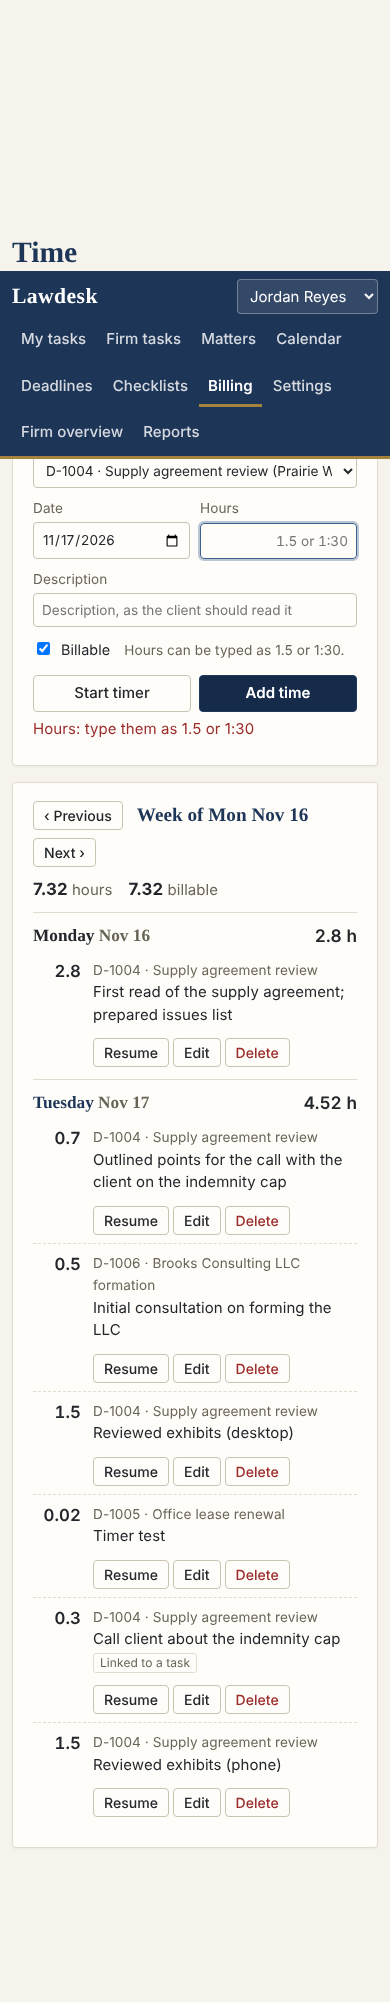 Time
Lawdesk
Jordan Reyes
My tasks Firm tasks Matters Calendar
Deadlines Checklists Billing Settings
Firm overview Reports
D-1004 · Supply agreement review (Prairie W
Date Hours
11/17/2026 1.5 or 1:30
Description
Description, as the client should read it
Billable Hours can be typed as 1.5 or 1:30.
Start timer Add time
Hours: type them as 1.5 or 1:30
‹ Previous Week of Mon Nov 16
Next ›
7.32 hours 7.32 billable
Monday Nov 16 2.8 h
2.8 D-1004 · Supply agreement review
First read of the supply agreement;
prepared issues list
Resume Edit Delete
Tuesday Nov 17 4.52 h
0.7 D-1004 · Supply agreement review
Outlined points for the call with the
client on the indemnity cap
Resume Edit Delete
0.5 D-1006 · Brooks Consulting LLC
formation
Initial consultation on forming the
LLC
Resume Edit Delete
1.5 D-1004 · Supply agreement review
Reviewed exhibits (desktop)
Resume Edit Delete
0.02 D-1005 · Office lease renewal
Timer test
Resume Edit Delete
0.3 D-1004 · Supply agreement review
Call client about the indemnity cap
Linked to a task
Resume Edit Delete
1.5 D-1004 · Supply agreement review
Reviewed exhibits (phone)
Resume Edit Delete